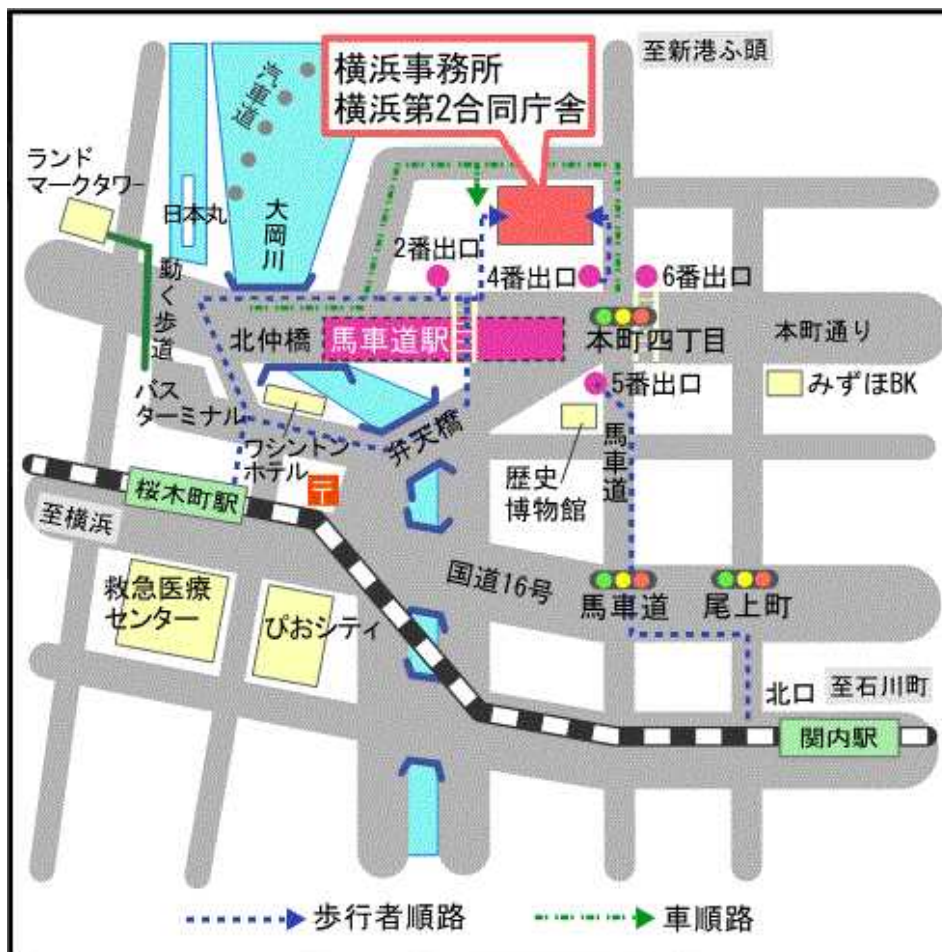 横浜事務所
横浜第2合同庁舎
至新港ふ頭
汽車道
ランド
マークタワー
日本丸
大岡川
2番出口
4番出口
6番出口
動く歩道
北仲橋
馬車道駅
本町四丁目
本町通り
バス
ターミナル
5番出口
みずほBK
ワシントン
ホテル
弁天橋
馬車道
歴史
博物館
桜木町駅
〒
至横浜
国道16号
救急医療
センター
ぴおシティ
馬車道
尾上町
北口
至石川町
関内駅
歩行者順路
車順路